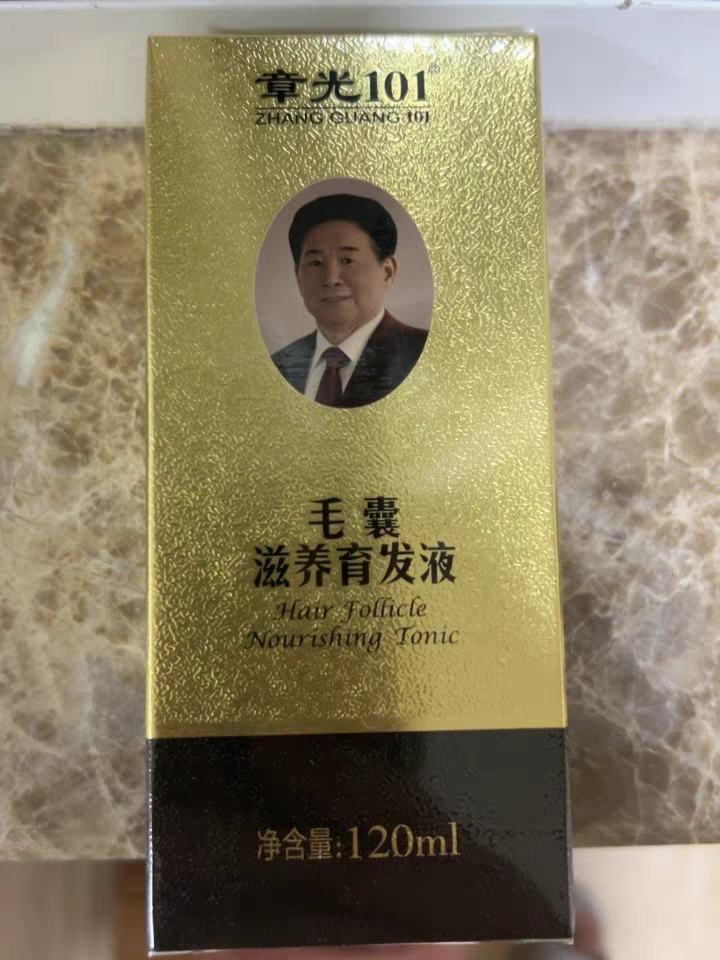 章光101®
ZHANG GUANG 101
毛囊
滋养育发液
Hair Follicle
Nourishing Tonic
净含量:120ml